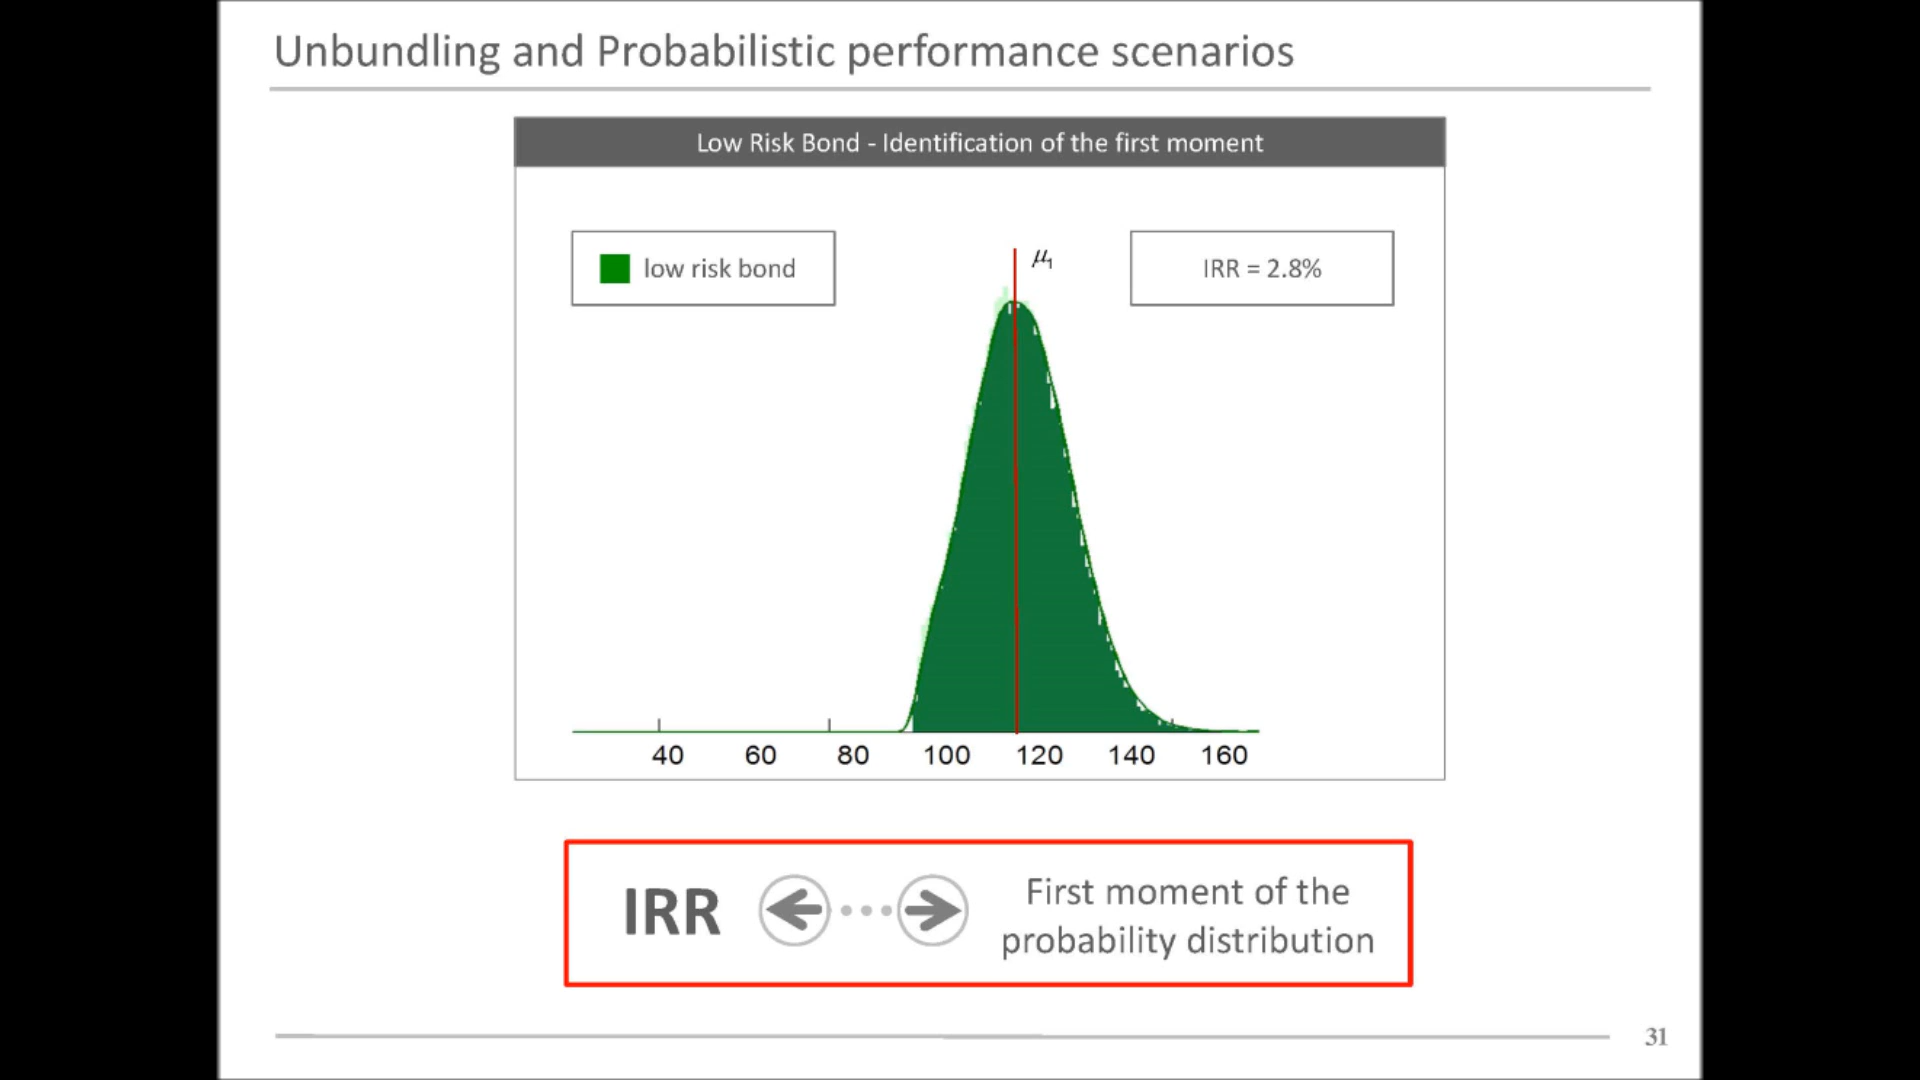 Unbundling and Probabilistic performance scenarios
Low Risk Bond - Identification of the first moment
low risk bond
μ1
IRR = 2.8%
40 60 80 100 120 140 160
IRR
First moment of the
probability distribution
31